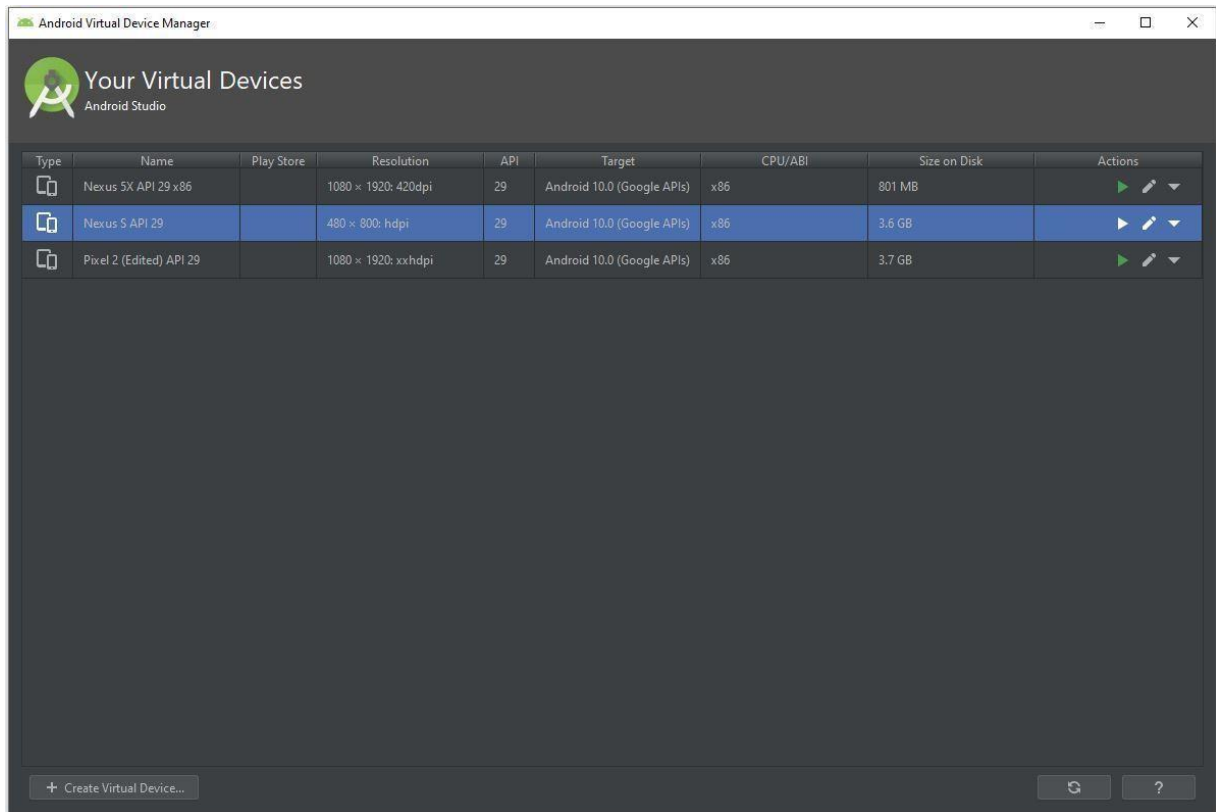 Android Virtual Device Manager
Your Virtual Devices
Android Studio
Type Name Play Store Resolution API Target CPU/ABI Size on Disk Actions
Nexus 5X API 29 x86 1080 × 1920: 420dpi 29 Android 10.0 (Google APIs) x86 801 MB
Nexus S API 29 480 × 800: hdpi 29 Android 10.0 (Google APIs) x86 3.6 GB
Pixel 2 (Edited) API 29 1080 × 1920: xxhdpi 29 Android 10.0 (Google APIs) x86 3.7 GB
+ Create Virtual Device... ?